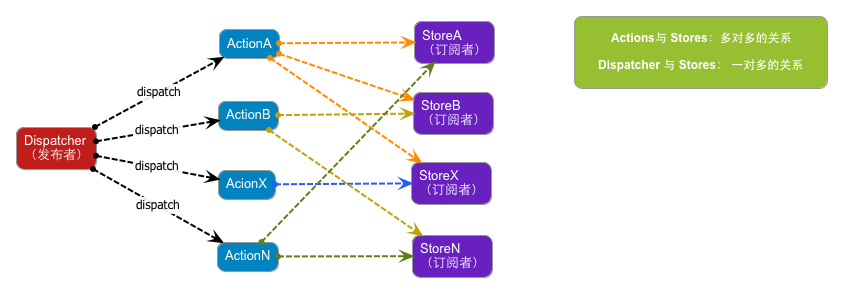 Dispatcher
（发布者）
dispatch
dispatch
dispatch
dispatch
ActionA
ActionB
AcionX
ActionN
StoreA
（订阅者）
StoreB
（订阅者）
StoreX
（订阅者）
StoreN
（订阅者）
Actions与 Stores：多对多的关系
Dispatcher 与 Stores： 一对多的关系